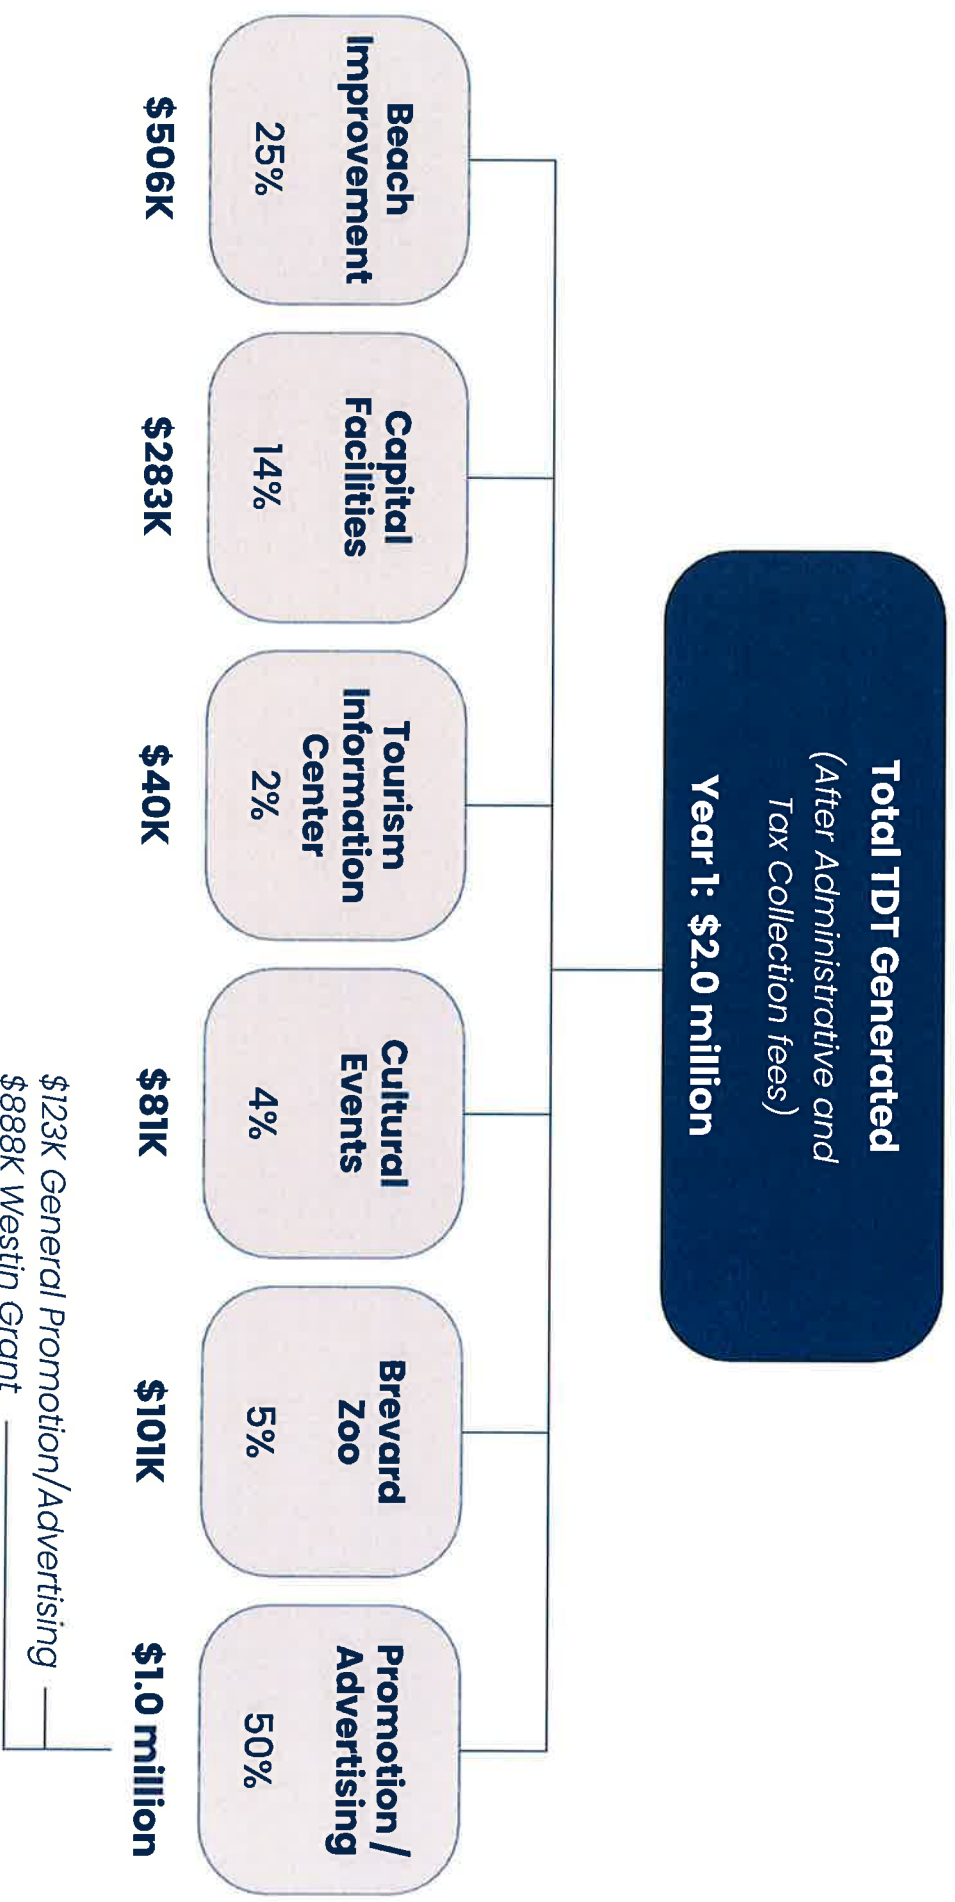 Total TDT Generated
(After Administrative and
Tax Collection fees)
Year 1: $2.0 million
Beach
Improvement
25%
$506K
Capital
Facilities
14%
$283K
Tourism
Information
Center
2%
$40K
Cultural
Events
4%
$81K
Brevard
Zoo
5%
$101K
Promotion/
Advertising
50%
$1.0 million
$123K General Promotion/Advertising
$888K Westin Grant